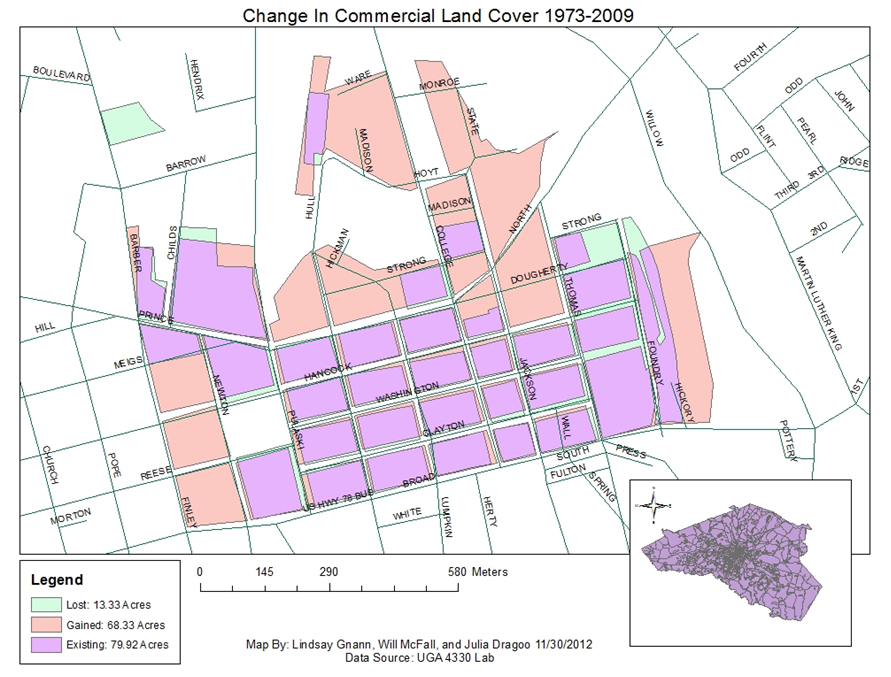 Change In Commercial Land Cover 1973-2009
BOULEVARD
HENDRIX
WARE
MONROE
FOURTH
ODD
JOHN
STATE
WILLOW
FLINT
PEARL
MADISON
BARROW
HOYT
ODD
RIDGE
THIRD
3RD
HULL
MADISON
NORTH
STRONG
2ND
BARBER
CHILDS
HICKMAN
COLLEGE
STRONG
DOUGHERTY
THOMAS
MARTIN LUTHER KING
PRINCE
HILL
MEIGS
HANCOCK
JACKSON
FOUNDRY
NEWTON
WASHINGTON
HICKORY
1ST
PULASKI
CLAYTON
WALL
POTTERY
CHURCH
POPE
REESE
BROAD
SOUTH
PRESS
FULTON
SPRING
US HWY 78 BUS
FINLEY
MORTON
WHITE
LUMPKIN
HERTY
Legend
Lost: 13.33 Acres
Gained: 68.33 Acres
Existing: 79.92 Acres
0 145 290 580 Meters
Map By: Lindsay Gnann, Will McFall, and Julia Dragoo 11/30/2012
Data Source: UGA 4330 Lab